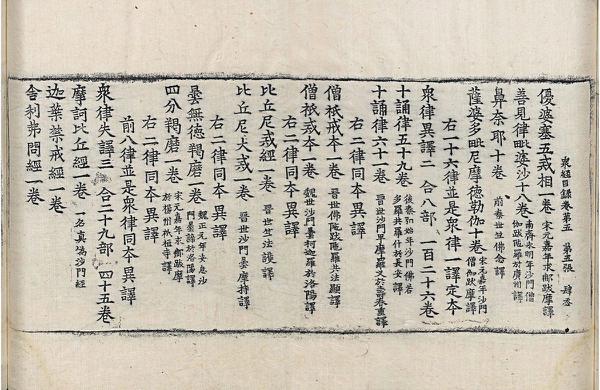 衆經目錄卷第五 第五張 肆
優婆塞五戒相一卷 宋元嘉年求那跋摩譯
善見律毗婆沙十八卷 南齊永明年沙門僧伽跋陁羅於廣州譯
鼻奈耶十卷 前秦世竺佛念譯
薩婆多毗尼摩德勒伽十卷 宋元嘉年沙門僧伽跋摩譯
右一十六律並是衆律一譯定本
衆律異譯二 合八部 一百二十六卷
十誦律五十九卷 後秦弘始年沙門佛若多羅共羅什於長安譯
十誦律六十一卷 晉世沙門卑摩羅叉於壽春重譯
右二律同本異譯
僧祇戒本一卷 晉世佛陁跋陁羅共法顯譯
僧祇戒本一卷 魏世沙門曇柯迦羅於洛陽譯
右二律同本異譯
比丘尼戒經一卷 晉世竺法護譯
比丘尼大戒一卷 晉世沙門曇摩持譯
右二律同本異譯
曇無德羯磨一卷 魏正元年安息沙門曇諦於洛陽譯
四分羯磨一卷 宋元嘉年求那跋摩於楊州祇桓寺譯
右二律同本異譯
前八律並是衆律同本異譯
衆律失譯三 合二十九部 四十五卷
摩訶比丘經一卷 一名真僞沙門經
迦葉禁戒經一卷
舍利弗問經一卷